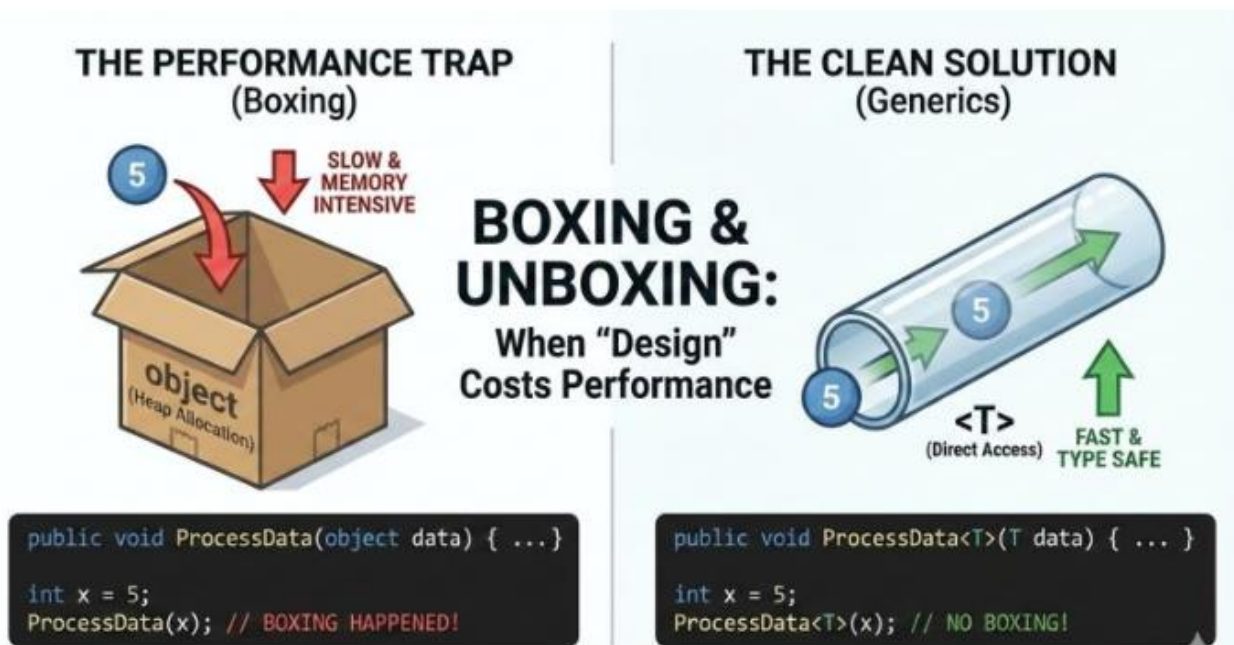 THE PERFORMANCE TRAP
(Boxing)
5
SLOW &
MEMORY
INTENSIVE
object
(Heap Allocation)
BOXING &
UNBOXING:
When “Design”
Costs Performance
THE CLEAN SOLUTION
(Generics)
5
5
<T>
(Direct Access)
FAST &
TYPE SAFE
public void ProcessData(object data) { ...}
int x = 5;
ProcessData(x); // BOXING HAPPENED!
public void ProcessData<T>(T data) { ... }
int x = 5;
ProcessData<T>(x); // NO BOXING!